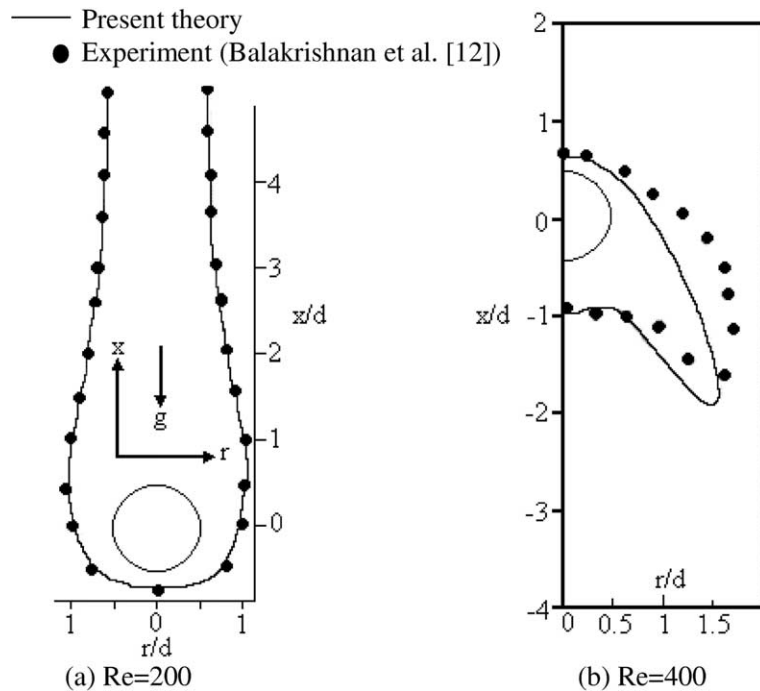 Present theory
Experiment (Balakrishnan et al. [12])
4
3
x/d
2
x
g
1
r
0
1 0 1
r/d
(a) Re=200
2
1
0
x/d
-1
-2
-3
r/d
-4
0 0.5 1 1.5
(b) Re=400